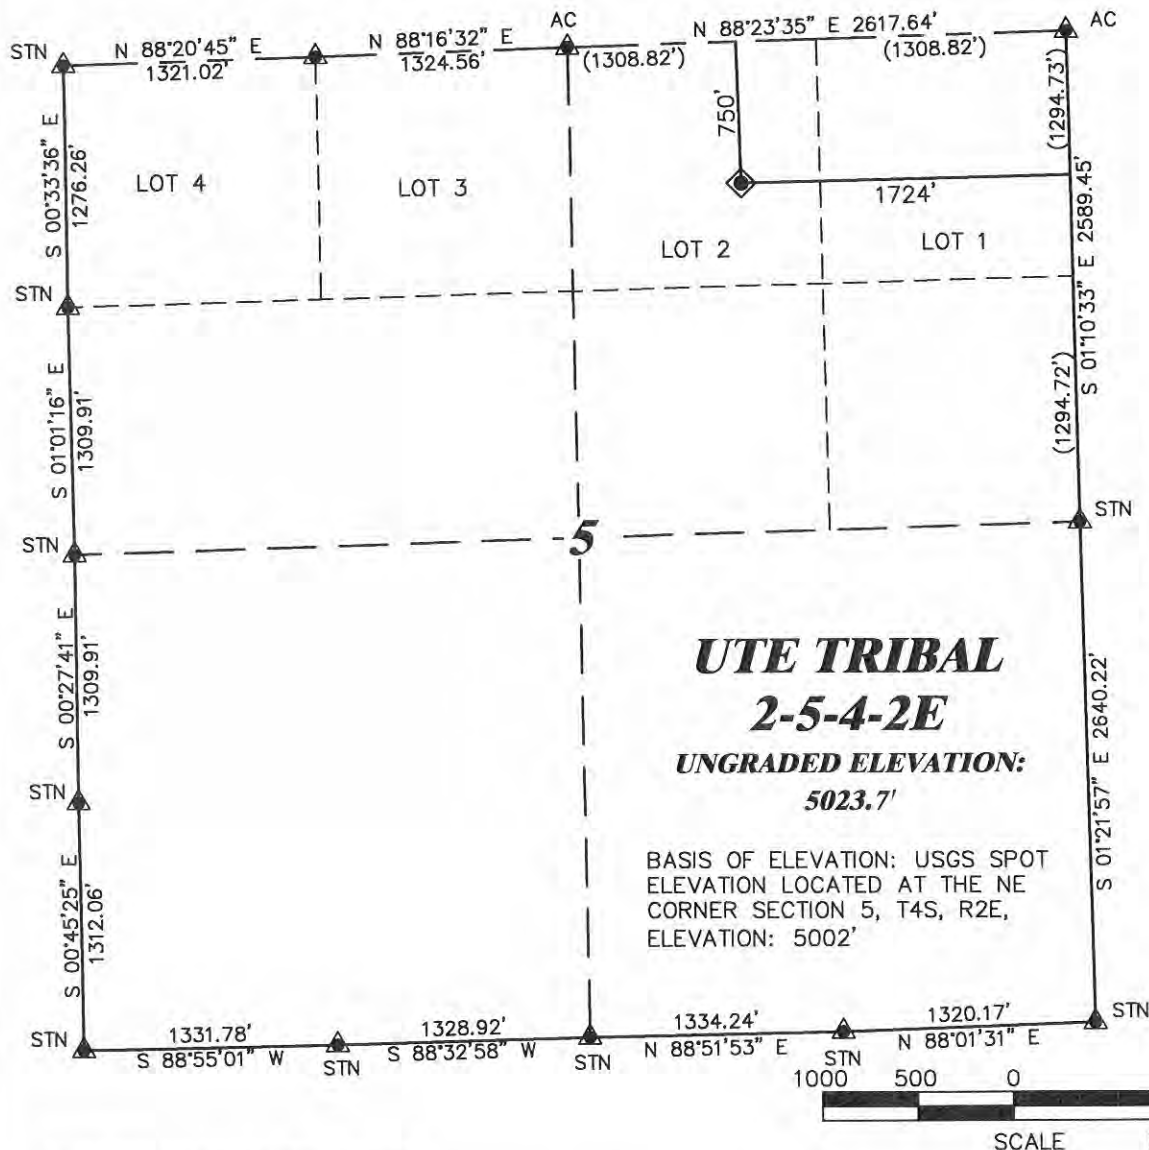 AC
AC
STN
N 88°20'45" E
1321.02'
N 88°16'32" E
1324.56'
N 88°23'35" E 2617.64'
(1308.82')
(1308.82')
S 00°33'36" E
1276.26'
750'
(1294.73')
LOT 4
LOT 3
1724'
LOT 2
LOT 1
S 01°10'33" E 2589.45'
STN
S 01°01'16" E
1309.91'
(1294.72')
STN
5
STN
S 00°27'41" E
1309.91'
UTE TRIBAL
2-5-4-2E
UNGRADED ELEVATION:
5023.7'
S 01°21'57" E 2640.22'
STN
BASIS OF ELEVATION: USGS SPOT
ELEVATION LOCATED AT THE NE
CORNER SECTION 5, T4S, R2E,
ELEVATION: 5002'
S 00°45'25" E
1312.06'
STN
1331.78'
S 88°55'01" W
STN
1328.92'
S 88°32'58" W
STN
1334.24'
N 88°51'53" E
STN
1320.17'
N 88°01'31" E
STN
1000 500 0
SCALE